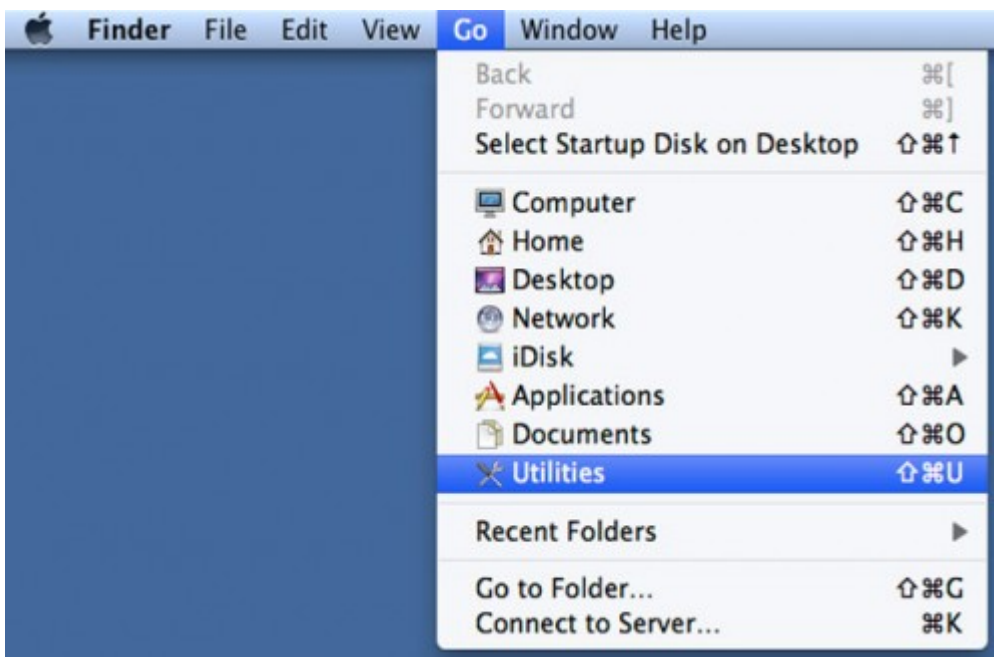 Finder File Edit View Go Window Help
Back ⌘[
Forward ⌘]
Select Startup Disk on Desktop ⇧⌘↑
Computer ⇧⌘C
Home ⇧⌘H
Desktop ⇧⌘D
Network ⇧⌘K
iDisk
Applications ⇧⌘A
Documents ⇧⌘O
Utilities ⇧⌘U
Recent Folders
Go to Folder... ⇧⌘G
Connect to Server... ⌘K